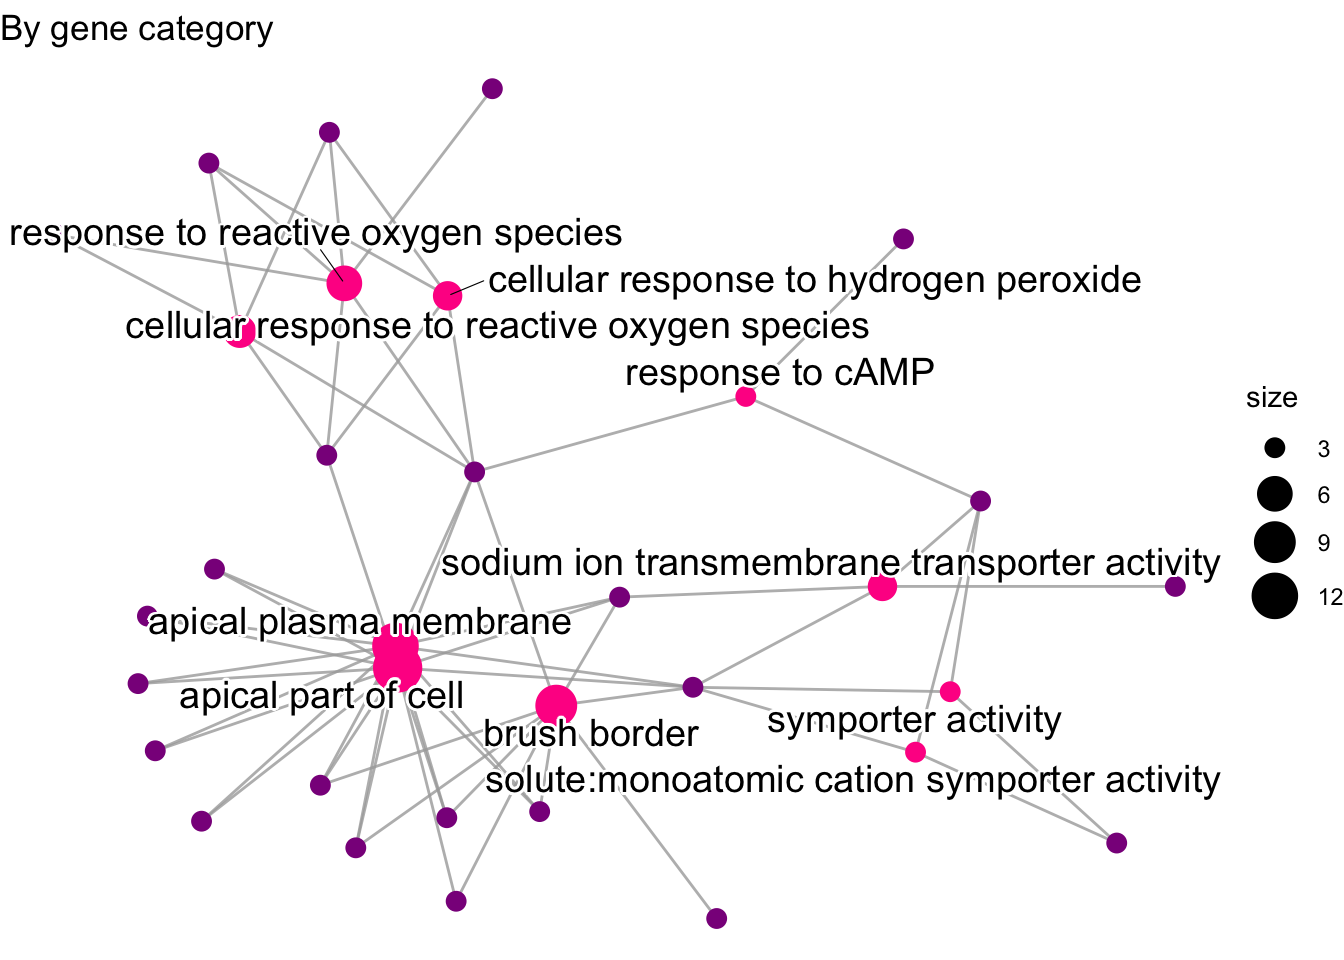 By gene category
response to reactive oxygen species
cellular response to hydrogen peroxide
cellular response to reactive oxygen species
response to cAMP
size
3
6
9
12
sodium ion transmembrane transporter activity
apical plasma membrane
apical part of cell
symporter activity
brush border
solute:monoatomic cation symporter activity